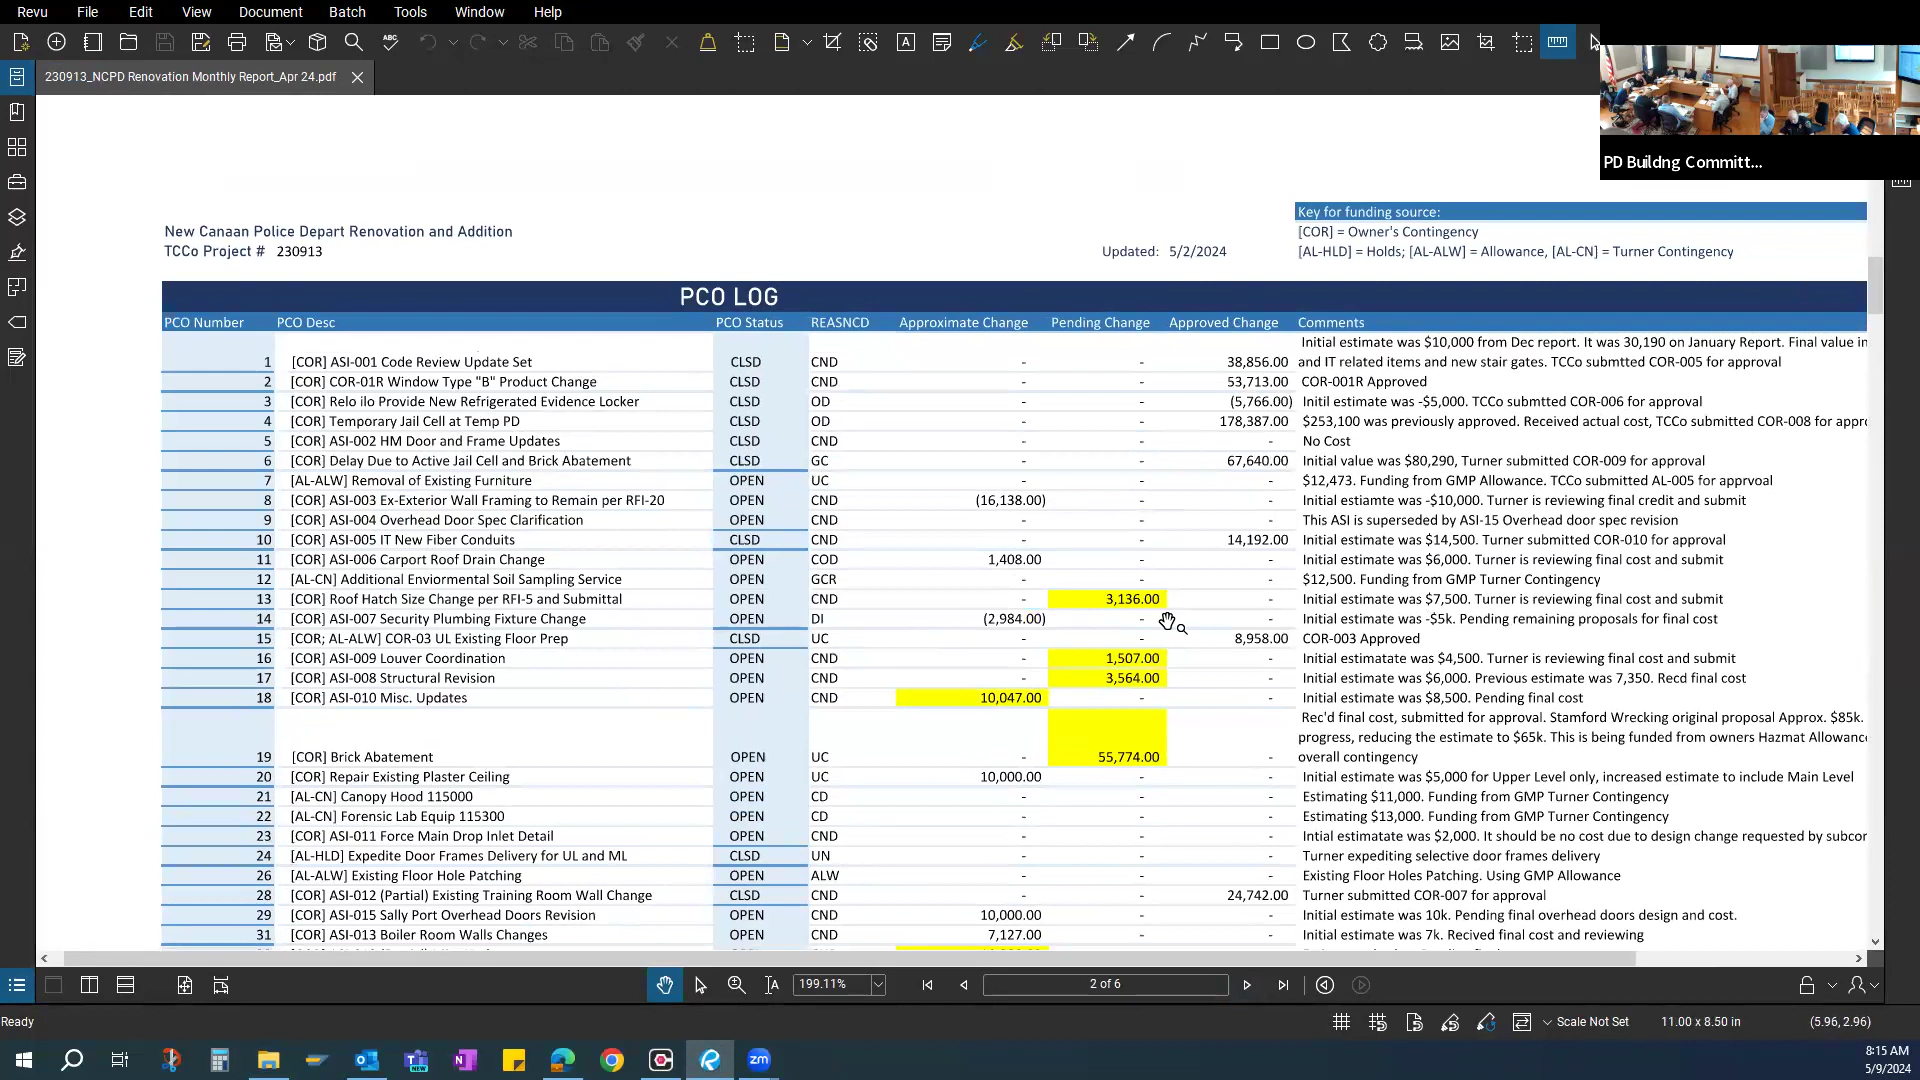 Revu File Edit View Document Batch Tools Window Help
230913_NCPD Renovation Monthly Report_Apr 24.pdf
PD Buildng Committ...
Key for funding source:
New Canaan Police Depart Renovation and Addition [COR] = Owner's Contingency
TCCo Project # 230913 Updated: 5/2/2024 [AL-HLD] = Holds; [AL-ALW] = Allowance, [AL-CN] = Turner Contingency
PCO LOG
PCO Number PCO Desc PCO Status REASNCD Approximate Change Pending Change Approved Change Comments
Initial estimate was $10,000 from Dec report. It was 30,190 on January Report. Final value in
1 [COR] ASI-001 Code Review Update Set CLSD CND - - 38,856.00 and IT related items and new stair gates. TCCo submtted COR-005 for approval
2 [COR] COR-01R Window Type "B" Product Change CLSD CND - - 53,713.00 COR-001R Approved
3 [COR] Relo ilo Provide New Refrigerated Evidence Locker CLSD OD - - (5,766.00) Initil estimate was -$5,000. TCCo submtted COR-006 for approval
4 [COR] Temporary Jail Cell at Temp PD CLSD OD - - 178,387.00 $253,100 was previously approved. Received actual cost, TCCo submitted COR-008 for appr
5 [COR] ASI-002 HM Door and Frame Updates CLSD CND - - - No Cost
6 [COR] Delay Due to Active Jail Cell and Brick Abatement CLSD GC - - 67,640.00 Initial value was $80,290, Turner submitted COR-009 for approval
7 [AL-ALW] Removal of Existing Furniture OPEN UC - - - $12,473. Funding from GMP Allowance. TCCo submitted AL-005 for appvroval
8 [COR] ASI-003 Ex-Exterior Wall Framing to Remain per RFI-20 OPEN CND (16,138.00) - - Initial estiamte was -$10,000. Turner is reviewing final credit and submit
9 [COR] ASI-004 Overhead Door Spec Clarification OPEN CND - - - This ASI is superseded by ASI-15 Overhead door spec revision
10 [COR] ASI-005 IT New Fiber Conduits CLSD CND - - 14,192.00 Initial estimate was $14,500. Turner submitted COR-010 for approval
11 [COR] ASI-006 Carport Roof Drain Change OPEN COD 1,408.00 - - Initial estimate was $6,000. Turner is reviewing final cost and submit
12 [AL-CN] Additional Enviormental Soil Sampling Service OPEN GCR - - - $12,500. Funding from GMP Turner Contingency
13 [COR] Roof Hatch Size Change per RFI-5 and Submittal OPEN CND - 3,136.00 - Initial estimate was $7,500. Turner is reviewing final cost and submit
14 [COR] ASI-007 Security Plumbing Fixture Change OPEN DI (2,984.00) - - Initial estimate was -$5k. Pending remaining proposals for final cost
15 [COR; AL-ALW] COR-03 UL Existing Floor Prep CLSD UC - - 8,958.00 COR-003 Approved
16 [COR] ASI-009 Louver Coordination OPEN CND - 1,507.00 - Initial estimatate was $4,500. Turner is reviewing final cost and submit
17 [COR] ASI-008 Structural Revision OPEN CND - 3,564.00 - Initial estimate was $6,000. Previous estimate was 7,350. Recd final cost
18 [COR] ASI-010 Misc. Updates OPEN CND 10,047.00 - - Initial estimate was $8,500. Pending final cost
Rec'd final cost, submitted for approval. Stamford Wrecking original proposal Approx. $85k.
progress, reducing the estimate to $65k. This is being funded from owners Hazmat Allowanc
19 [COR] Brick Abatement OPEN UC - 55,774.00 - overall contingency
20 [COR] Repair Existing Plaster Ceiling OPEN UC 10,000.00 - - Initial estimate was $5,000 for Upper Level only, increased estimate to include Main Level
21 [AL-CN] Canopy Hood 115000 OPEN CD - - - Estimating $11,000. Funding from GMP Turner Contingency
22 [AL-CN] Forensic Lab Equip 115300 OPEN CD - - - Estimating $13,000. Funding from GMP Turner Contingency
23 [COR] ASI-011 Force Main Drop Inlet Detail OPEN CND - - - Intial estimatate was $2,000. It should be no cost due to design change requested by subcor
24 [AL-HLD] Expedite Door Frames Delivery for UL and ML CLSD UN - - - Turner expediting selective door frames delivery
26 [AL-ALW] Existing Floor Hole Patching OPEN ALW - - - Existing Floor Holes Patching. Using GMP Allowance
28 [COR] ASI-012 (Partial) Existing Training Room Wall Change CLSD CND - - 24,742.00 Turner submitted COR-007 for approval
29 [COR] ASI-015 Sally Port Overhead Doors Revision OPEN CND 10,000.00 - - Initial estimate was 10k. Pending final overhead doors design and cost.
31 [COR] ASI-013 Boiler Room Walls Changes OPEN CND 7,127.00 - - Initial estimate was 7k. Recived final cost and reviewing
199.11% 2 of 6
Ready Scale Not Set 11.00 x 8.50 in (5.96, 2.96)
8:15 AM
5/9/2024